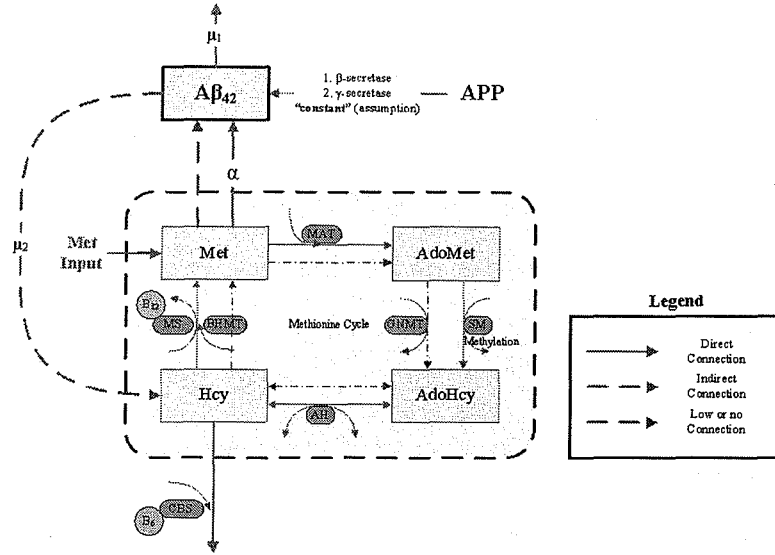 μ1
Aβ42
1. β-secretase
2. γ-secretase
"constant" (assumption)
APP
α
μ2
Met
Input
Met
MAT
AdoMet
B12
MS
BHMT
Methionine Cycle
GNMT
SM
Methylation
Hcy
AH
AdoHcy
B6
CBS
Legend
Direct
Connection
Indirect
Connection
Low or no
Connection